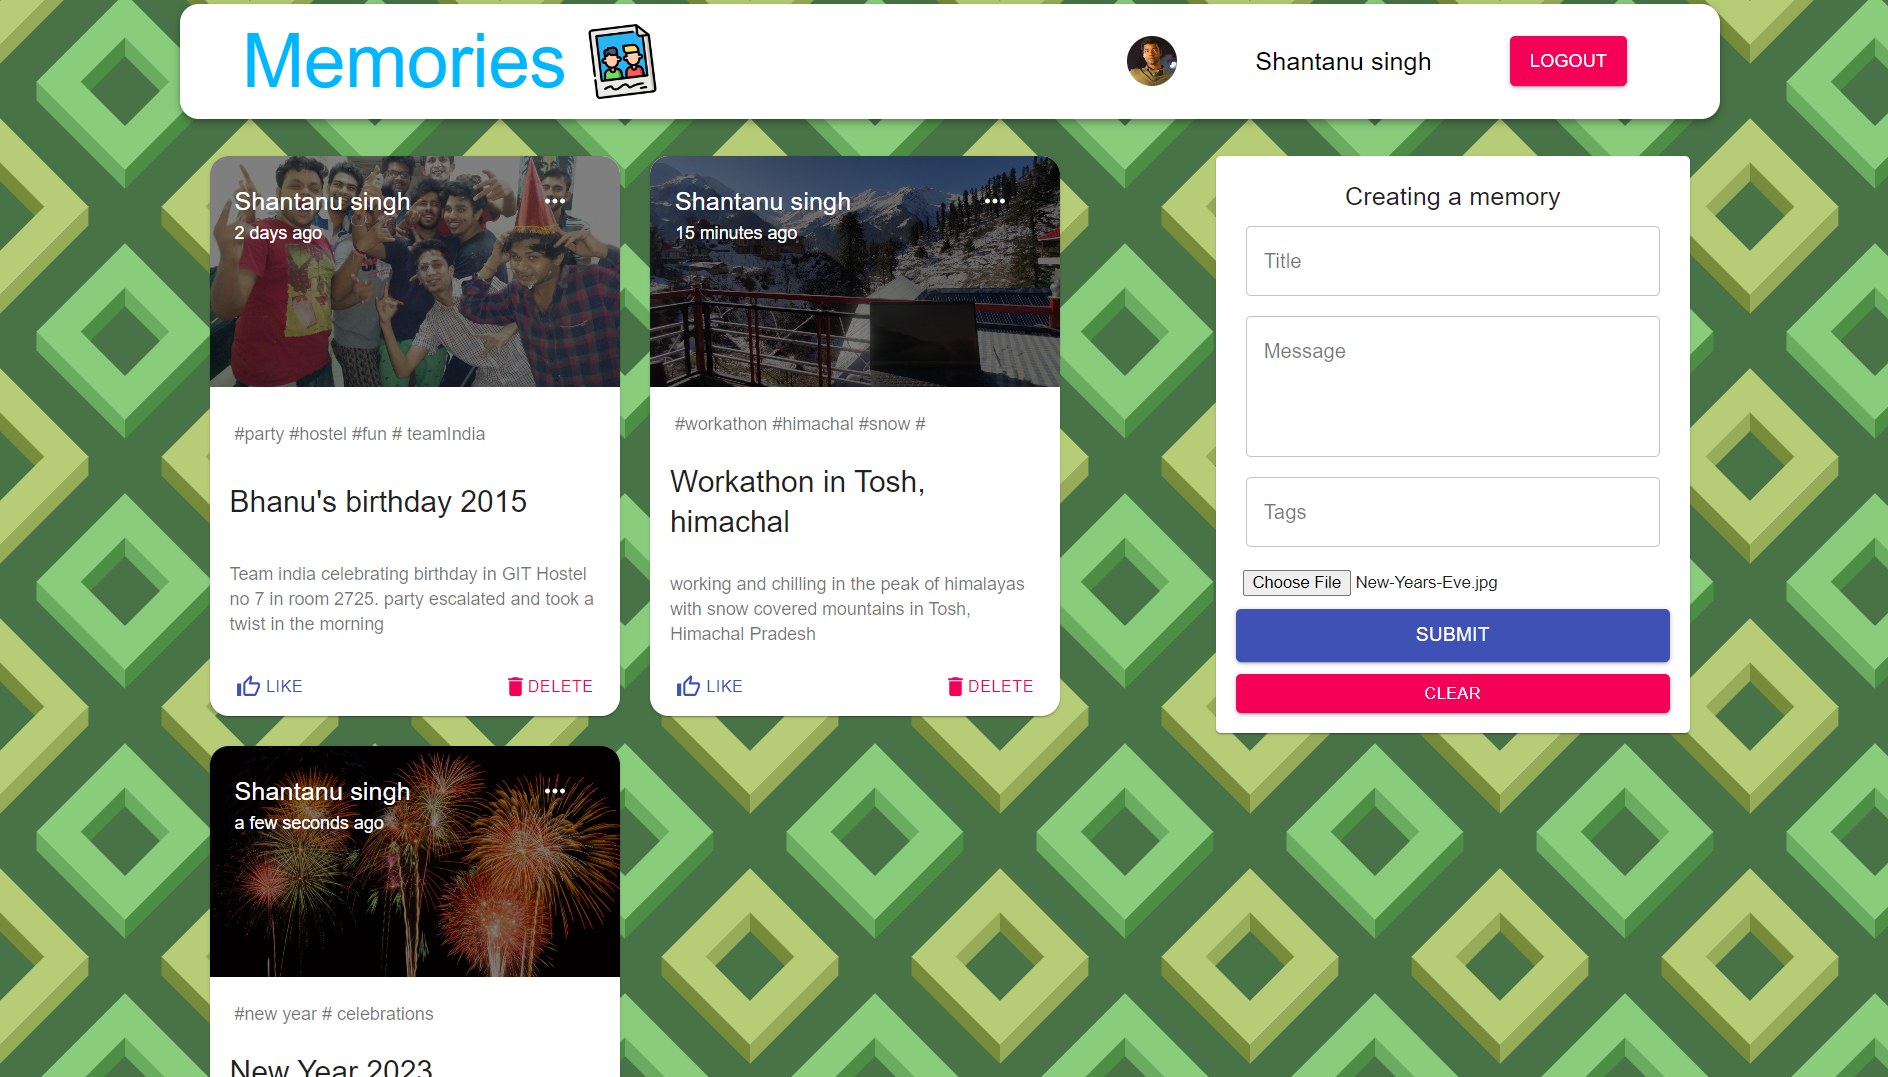 Memories
Shantanu singh
LOGOUT
Shantanu singh
2 days ago
#party #hostel #fun # teamIndia
Bhanu's birthday 2015
Team india celebrating birthday in GIT Hostel
no 7 in room 2725. party escalated and took a
twist in the morning
LIKE
DELETE
Shantanu singh
15 minutes ago
#workathon #himachal #snow #
Workathon in Tosh,
himachal
working and chilling in the peak of himalayas
with snow covered mountains in Tosh,
Himachal Pradesh
LIKE
DELETE
Shantanu singh
a few seconds ago
#new year # celebrations
New Year 2023
Creating a memory
Title
Message
Tags
Choose File New-Years-Eve.jpg
SUBMIT
CLEAR